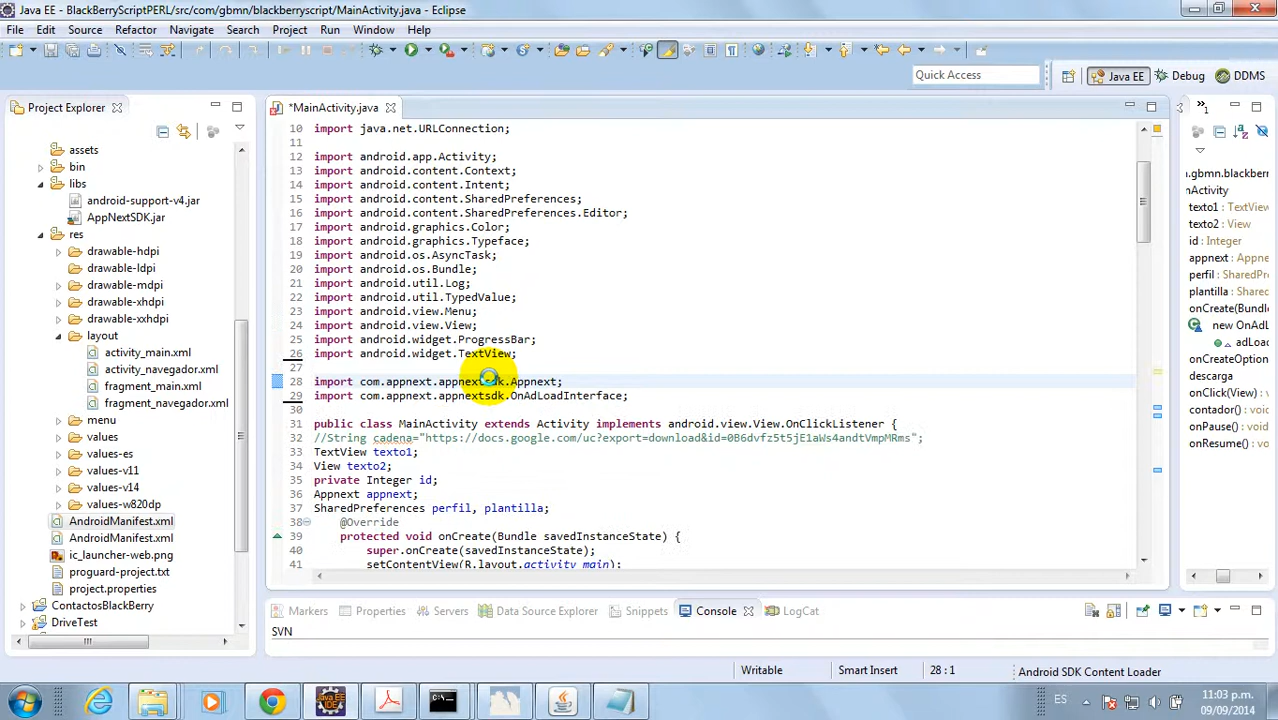 Java EE - BlackBerryScriptPERL/src/com/gbmn/blackberryscript/MainActivity.java - Eclipse
File Edit Source Refactor Navigate Search Project Run Window Help
Quick Access
Java EE Debug DDMS
Project Explorer
assets
bin
libs
android-support-v4.jar
AppNextSDK.jar
res
drawable-hdpi
drawable-ldpi
drawable-mdpi
drawable-xhdpi
drawable-xxhdpi
layout
activity_main.xml
activity_navegador.xml
fragment_main.xml
fragment_navegador.xml
menu
values
values-es
values-v11
values-v14
values-w820dp
AndroidManifest.xml
AndroidManifest.xml
ic_launcher-web.png
proguard-project.txt
project.properties
ContactosBlackBerry
DriveTest
*MainActivity.java
10 import java.net.URLConnection;
11
12 import android.app.Activity;
13 import android.content.Context;
14 import android.content.Intent;
15 import android.content.SharedPreferences;
16 import android.content.SharedPreferences.Editor;
17 import android.graphics.Color;
18 import android.graphics.Typeface;
19 import android.os.AsyncTask;
20 import android.os.Bundle;
21 import android.util.Log;
22 import android.util.TypedValue;
23 import android.view.Menu;
24 import android.view.View;
25 import android.widget.ProgressBar;
26 import android.widget.TextView;
27
28 import com.appnext.appnextsdk.Appnext;
29 import com.appnext.appnextsdk.OnAdLoadInterface;
30
31 public class MainActivity extends Activity implements android.view.View.OnClickListener {
32 //String cadena="https://docs.google.com/uc?export=download&id=0B6dvfz5t5jE1aWs4andtVmpMRms";
33 TextView texto1;
34 View texto2;
35 private Integer id;
36 Appnext appnext;
37 SharedPreferences perfil, plantilla;
38 @Override
39 protected void onCreate(Bundle savedInstanceState) {
40 super.onCreate(savedInstanceState);
41 setContentView(R.layout.activity_main);
1
.gbmn.blackberr
nActivity
texto1 : TextView
texto2 : View
id : Integer
appnext : Appne
perfil : SharedPr
plantilla : Shared
onCreate(Bundl
new OnAdL
adLoade
onCreateOption
contador() : void
onPause() : void
onResume() : vo
descarga
Markers Properties Servers Data Source Explorer Snippets Console LogCat
SVN
Writable Smart Insert 28 : 1 Android SDK Content Loader
ES 11:03 p.m.
09/09/2014